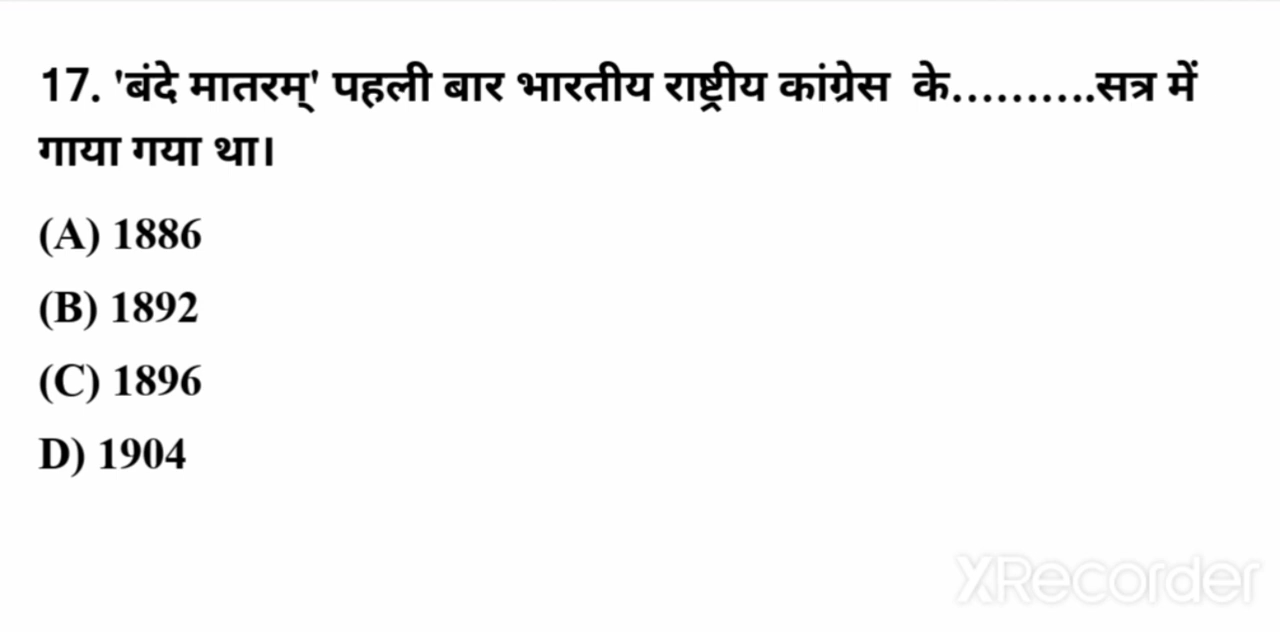 17. 'बंदे मातरम्' पहली बार भारतीय राष्ट्रीय कांग्रेस के..........सत्र में
गाया गया था।
(A) 1886
(B) 1892
(C) 1896
D) 1904
XRecorder